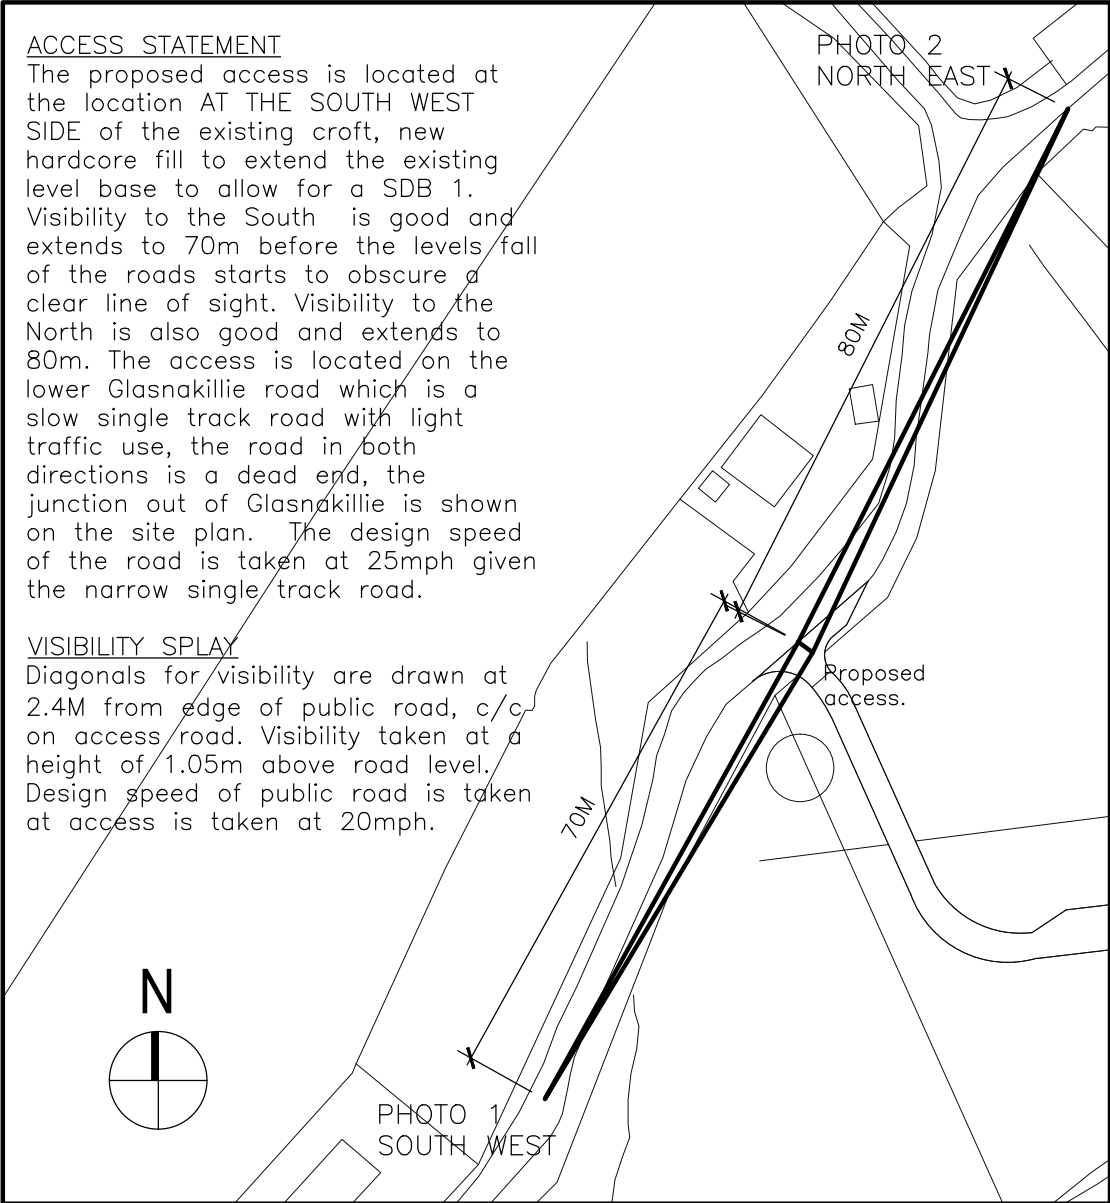 ACCESS STATEMENT
The proposed access is located at
the location AT THE SOUTH WEST
SIDE of the existing croft, new
hardcore fill to extend the existing
level base to allow for a SDB 1.
Visibility to the South is good and
extends to 70m before the levels fall
of the roads starts to obscure a
clear line of sight. Visibility to the
North is also good and extends to
80m. The access is located on the
lower Glasnakillie road which is a
slow single track road with light
traffic use, the road in both
directions is a dead end, the
junction out of Glasnakillie is shown
on the site plan. The design speed
of the road is taken at 25mph given
the narrow single track road.
VISIBILITY SPLAY
Diagonals for visibility are drawn at
2.4M from edge of public road, c/c
on access road. Visibility taken at a
height of 1.05m above road level.
Design speed of public road is taken
at access is taken at 20mph.
PHOTO 2
NORTH EAST
80M
Proposed
access.
70M
N
PHOTO 1
SOUTH WEST